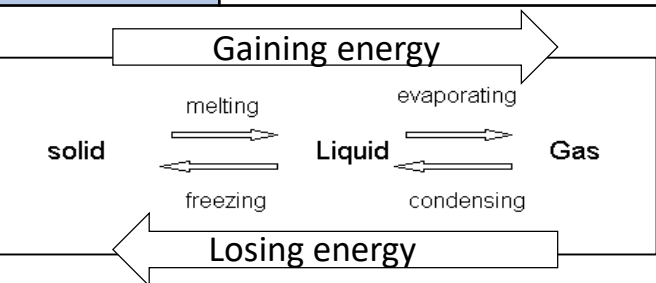 Gaining energy
melting evaporating
solid Liquid Gas
freezing condensing
Losing energy